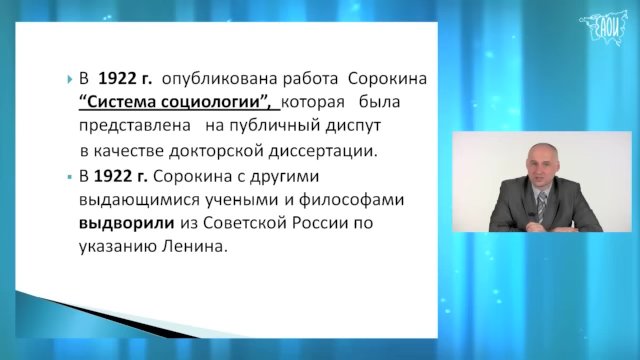 САОИ
В 1922 г. опубликована работа Сорокина
“Система социологии”, которая была
представлена на публичный диспут
в качестве докторской диссертации.
В 1922 г. Сорокина с другими
выдающимися учеными и философами
выдворили из Советской России по
указанию Ленина.